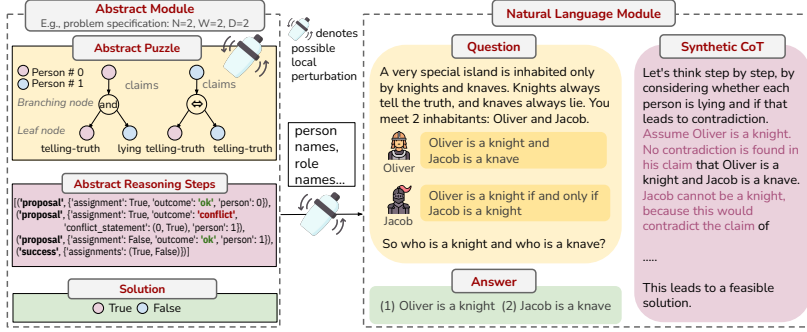 Abstract Module
E.g., problem specification: N=2, W=2, D=2
Abstract Puzzle
Person # 0
Person # 1
claims
claims
Branching node
and
⇔
Leaf node
telling-truth
lying
telling-truth
telling-truth
Abstract Reasoning Steps
[('proposal', {'assignment': True, 'outcome': 'ok', 'person': 0}),
('proposal', {'assignment': True, 'outcome': 'conflict',
'conflict_statement': (0, True), 'person': 1}),
('proposal', {'assignment': False, 'outcome': 'ok', 'person': 1}),
('success', {'assignments': (True, False)})]
Solution
True
False
denotes
possible
local
perturbation
person
names,
role
names...
Natural Language Module
Question
A very special island is inhabited only
by knights and knaves. Knights always
tell the truth, and knaves always lie. You
meet 2 inhabitants: Oliver and Jacob.
Oliver is a knight and
Jacob is a knave
Oliver
Oliver is a knight if and only if
Jacob is a knight
Jacob
So who is a knight and who is a knave?
Answer
(1) Oliver is a knight (2) Jacob is a knave
Synthetic CoT
Let's think step by step, by
considering whether each
person is lying and if that
leads to contradiction.
Assume Oliver is a knight.
No contradiction is found in
his claim that Oliver is a
knight and Jacob is a knave.
Jacob cannot be a knight,
because this would
contradict the claim of
.....
This leads to a feasible
solution.